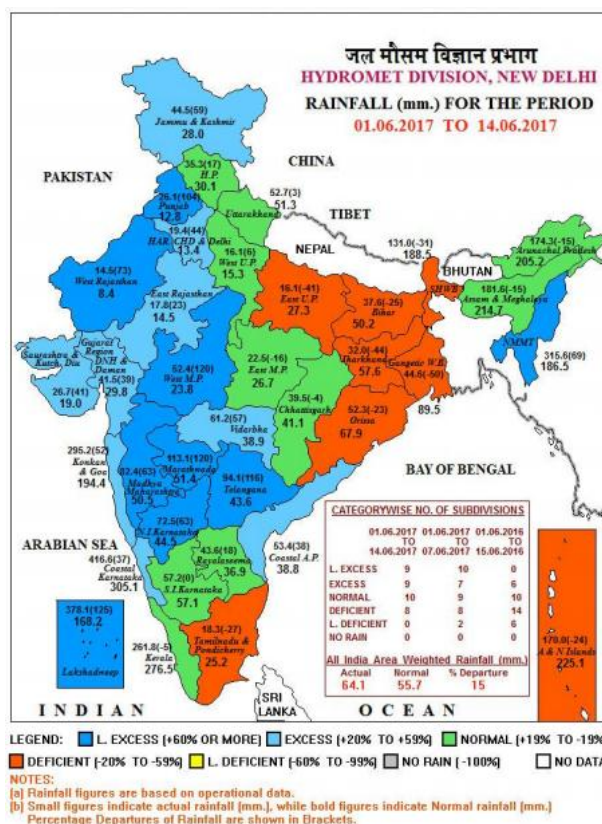 जल मौसम विज्ञान प्रभाग
HYDROMET DIVISION, NEW DELHI
RAINFALL (mm.) FOR THE PERIOD
01.06.2017 TO 14.06.2017
44.5(59)
Jammu & Kashmir
28.0
CHINA
PAKISTAN
35.3(17)
H.P.
30.1
26.1(104)
Punjab
12.8
Uttarakhand
52.7(3)
51.3
TIBET
19.4(44)
HAR. CHD & Delhi
13.4
NEPAL
16.1(6)
West U.P.
15.3
131.0(-31)
188.5
BHUTAN
174.3(-15)
Arunachal Pradesh
205.2
14.5(73)
West Rajasthan
8.4
East Rajasthan
17.8(23)
14.5
16.1(-41)
East U.P.
27.3
37.6(-25)
Bihar
50.2
SHWB
181.6(-15)
Assam & Meghalaya
214.7
NMMT
315.6(69)
186.5
Saurashtra &
Kutch, Diu
26.7(41)
19.0
Gujarat
Region
DNH &
Daman
41.5(39)
29.8
52.4(120)
West M.P.
23.8
22.5(-16)
East M.P.
26.7
32.0(-44)
Jharkhand
57.6
Gangetic W.B.
44.6(-50)
89.5
39.5(-4)
Chhattisgarh
41.1
52.3(-23)
Orissa
67.9
61.2(57)
Vidarbha
38.9
295.2(52)
Konkan
& Goa
194.4
82.4(63)
Madhya
Maharashtra
50.5
113.1(120)
Marathwada
51.4
94.1(116)
Telangana
43.6
BAY OF BENGAL
ARABIAN SEA
72.5(63)
N.I.Karnataka
44.5
416.6(37)
Coastal
Karnataka
305.1
43.6(18)
Rayalaseema
36.9
53.4(38)
Coastal A.P.
38.8
57.2(0)
S.I.Karnataka
57.1
378.1(125)
168.2
Lakshadweep
261.8(-5)
Kerala
276.5
18.3(-27)
Tamilnadu &
Pondicherry
25.2
SRI
LANKA
170.0(-24)
A & N Islands
225.1
CATEGORYWISE NO. OF SUBDIVISIONS
01.06.2017 01.06.2017 01.06.2016
TO TO TO
14.06.2017 07.06.2017 15.06.2016
L. EXCESS 9 10 0
EXCESS 9 7 6
NORMAL 10 9 10
DEFICIENT 8 8 14
L. DEFICIENT 0 2 6
NO RAIN 0 0 0
All India Area Weighted Rainfall (mm.)
Actual Normal % Departure
64.1 55.7 15
INDIAN OCEAN
LEGEND: L. EXCESS (+60% OR MORE) EXCESS (+20% TO +59%) NORMAL (+19% TO -19%)
DEFICIENT (-20% TO -59%) L. DEFICIENT (-60% TO -99%) NO RAIN (-100%) NO DATA
NOTES:
(a) Rainfall figures are based on operational data.
(b) Small figures indicate actual rainfall (mm.), while bold figures indicate Normal rainfall (mm.)
Percentage Departures of Rainfall are shown in Brackets.